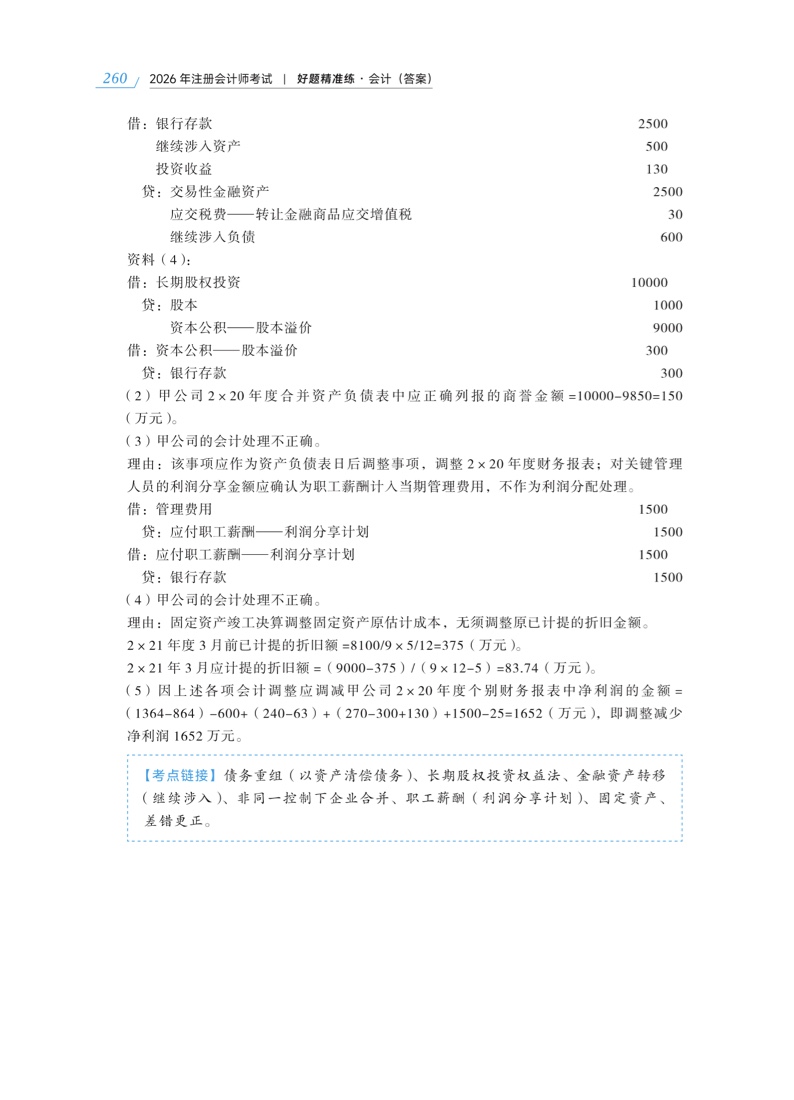 260 2026 年注册会计师考试 | 好题精准练·会计（答案）
借：银行存款 2500
继续涉入资产 500
投资收益 130
贷：交易性金融资产 2500
应交税费——转让金融商品应交增值税 30
继续涉入负债 600
资料（4）：
借：长期股权投资 10000
贷：股本 1000
资本公积——股本溢价 9000
借：资本公积——股本溢价 300
贷：银行存款 300
（2）甲公司 2×20 年度合并资产负债表中应正确列报的商誉金额 =10000-9850=150
（万元）。
（3）甲公司的会计处理不正确。
理由：该事项应作为资产负债表日后调整事项，调整 2×20 年度财务报表；对关键管理
人员的利润分享金额应确认为职工薪酬计入当期管理费用，不作为利润分配处理。
借：管理费用 1500
贷：应付职工薪酬——利润分享计划 1500
借：应付职工薪酬——利润分享计划 1500
贷：银行存款 1500
（4）甲公司的会计处理不正确。
理由：固定资产竣工决算调整固定资产原估计成本，无须调整原已计提的折旧金额。
2×21 年度 3 月前已计提的折旧额 =8100/9×5/12=375（万元）。
2×21 年 3 月应计提的折旧额 =（9000-375）/（9×12-5）=83.74（万元）。
（5）因上述各项会计调整应调减甲公司 2×20 年度个别财务报表中净利润的金额 =
（1364-864）-600+（240-63）+（270-300+130）+1500-25=1652（万元），即调整减少
净利润 1652 万元。
【考点链接】债务重组（以资产清偿债务）、长期股权投资权益法、金融资产转移
（继续涉入）、非同一控制下企业合并、职工薪酬（利润分享计划）、固定资产、
差错更正。